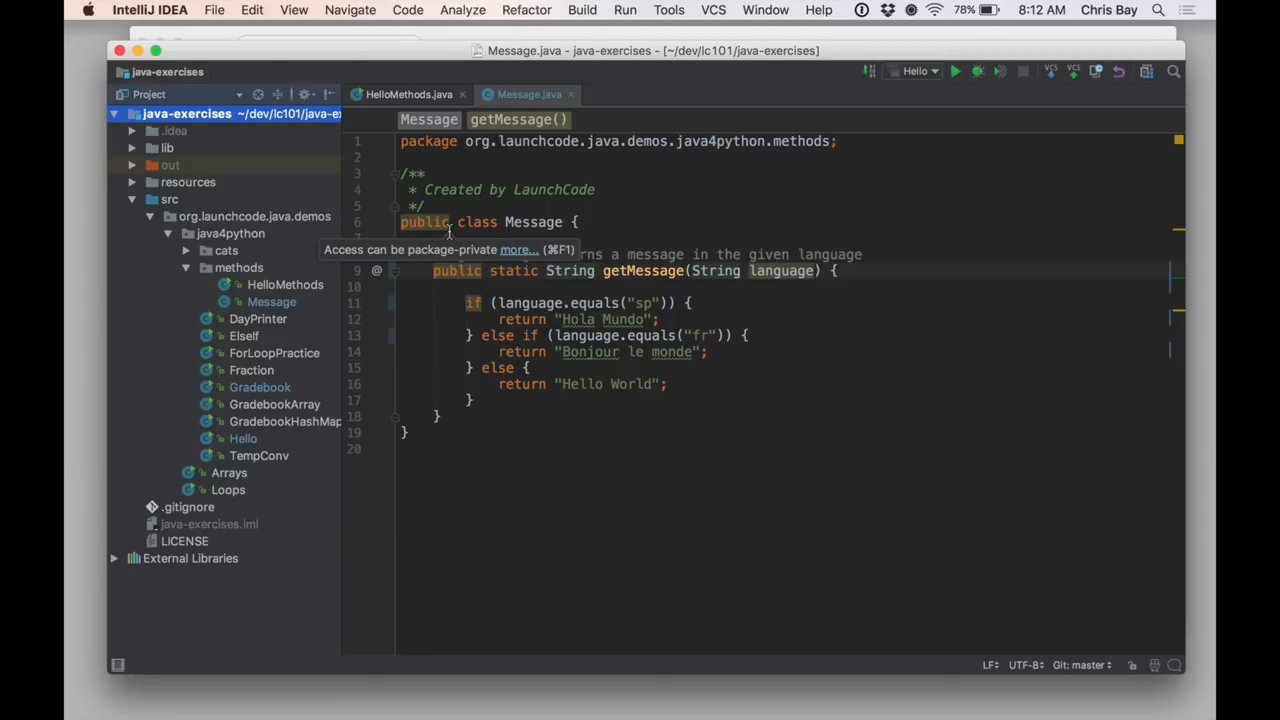 IntelliJ IDEA File Edit View Navigate Code Analyze Refactor Build Run Tools VCS Window Help 78% 8:12 AM Chris Bay
Message.java - java-exercises - [~/dev/lc101/java-exercises]
java-exercises
Hello
VCS VCS
Project
HelloMethods.java
Message.java
java-exercises ~/dev/lc101/java-ex
.idea
lib
out
resources
src
org.launchcode.java.demos
java4python
cats
methods
HelloMethods
Message
DayPrinter
ElseIf
ForLoopPractice
Fraction
Gradebook
GradebookArray
GradebookHashMap
Hello
TempConv
Arrays
Loops
.gitignore
java-exercises.iml
LICENSE
External Libraries
Message getMessage()
1 package org.launchcode.java.demos.java4python.methods;
2
3 /**
4 * Created by LaunchCode
5 */
6 public class Message {
Access can be package-private more... (⌘F1)
a message in the given language
9 @ public static String getMessage(String language) {
10
11 if (language.equals("sp")) {
12 return "Hola Mundo";
13 } else if (language.equals("fr")) {
14 return "Bonjour le monde";
15 } else {
16 return "Hello World";
17 }
18 }
19 }
20
LF UTF-8 Git: master